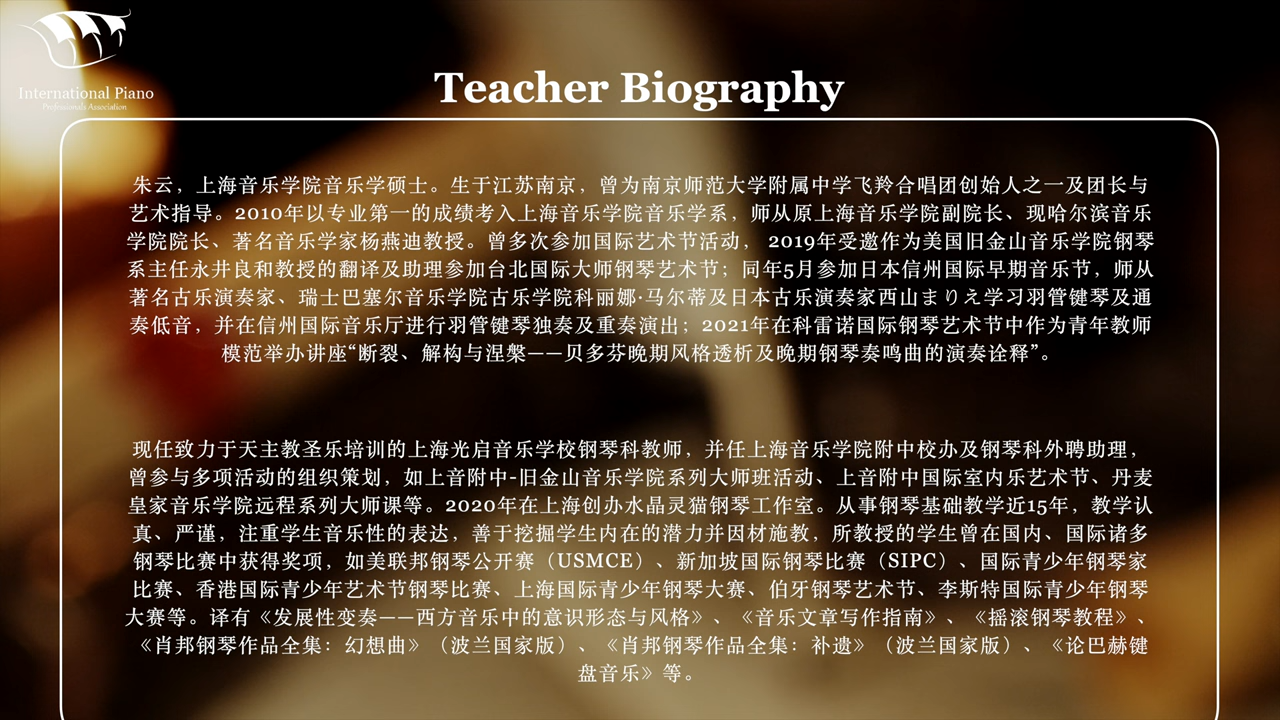 International Piano
Professionals Association
Teacher Biography
朱云，上海音乐学院音乐学硕士。生于江苏南京，曾为南京师范大学附属中学飞羚合唱团创始人之一及团长与
艺术指导。2010年以专业第一的成绩考入上海音乐学院音乐学系，师从原上海音乐学院副院长、现哈尔滨音乐
学院院长、著名音乐学家杨燕迪教授。曾多次参加国际艺术节活动， 2019年受邀作为美国旧金山音乐学院钢琴
系主任永井良和教授的翻译及助理参加台北国际大师钢琴艺术节；同年5月参加日本信州国际早期音乐节，师从
著名古乐演奏家、瑞士巴塞尔音乐学院古乐学院科丽娜·马尔蒂及日本古乐演奏家西山まりえ学习羽管键琴及通
奏低音，并在信州国际音乐厅进行羽管键琴独奏及重奏演出；2021年在科雷诺国际钢琴艺术节中作为青年教师
模范举办讲座“断裂、解构与涅槃——贝多芬晚期风格透析及晚期钢琴奏鸣曲的演奏诠释”。
现任致力于天主教圣乐培训的上海光启音乐学校钢琴科教师，并任上海音乐学院附中校办及钢琴科外聘助理，
曾参与多项活动的组织策划，如上音附中-旧金山音乐学院系列大师班活动、上音附中国际室内乐艺术节、丹麦
皇家音乐学院远程系列大师课等。2020年在上海创办水晶灵猫钢琴工作室。从事钢琴基础教学近15年，教学认
真、严谨，注重学生音乐性的表达，善于挖掘学生内在的潜力并因材施教，所教授的学生曾在国内、国际诸多
钢琴比赛中获得奖项，如美联邦钢琴公开赛（USMCE）、新加坡国际钢琴比赛（SIPC）、国际青少年钢琴家
比赛、香港国际青少年艺术节钢琴比赛、上海国际青少年钢琴大赛、伯牙钢琴艺术节、李斯特国际青少年钢琴
大赛等。译有《发展性变奏——西方音乐中的意识形态与风格》、《音乐文章写作指南》、《摇滚钢琴教程》、
《肖邦钢琴作品全集：幻想曲》（波兰国家版）、《肖邦钢琴作品全集：补遗》（波兰国家版）、《论巴赫键
盘音乐》等。